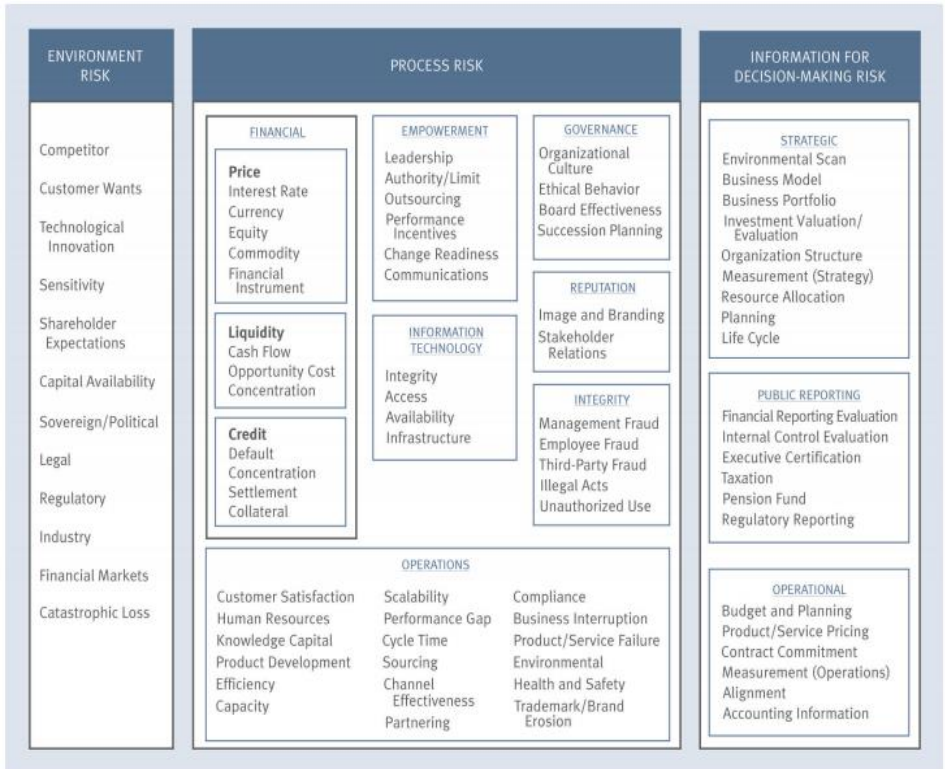 ENVIRONMENT
RISK
Competitor
Customer Wants
Technological
Innovation
Sensitivity
Shareholder
Expectations
Capital Availability
Sovereign/Political
Legal
Regulatory
Industry
Financial Markets
Catastrophic Loss
PROCESS RISK
FINANCIAL
Price
Interest Rate
Currency
Equity
Commodity
Financial
Instrument
Liquidity
Cash Flow
Opportunity Cost
Concentration
Credit
Default
Concentration
Settlement
Collateral
EMPOWERMENT
Leadership
Authority/Limit
Outsourcing
Performance
Incentives
Change Readiness
Communications
INFORMATION
TECHNOLOGY
Integrity
Access
Availability
Infrastructure
GOVERNANCE
Organizational
Culture
Ethical Behavior
Board Effectiveness
Succession Planning
REPUTATION
Image and Branding
Stakeholder
Relations
INTEGRITY
Management Fraud
Employee Fraud
Third-Party Fraud
Illegal Acts
Unauthorized Use
OPERATIONS
Customer Satisfaction
Human Resources
Knowledge Capital
Product Development
Efficiency
Capacity
Scalability
Performance Gap
Cycle Time
Sourcing
Channel
Effectiveness
Partnering
Compliance
Business Interruption
Product/Service Failure
Environmental
Health and Safety
Trademark/Brand
Erosion
INFORMATION FOR
DECISION-MAKING RISK
STRATEGIC
Environmental Scan
Business Model
Business Portfolio
Investment Valuation/
Evaluation
Organization Structure
Measurement (Strategy)
Resource Allocation
Planning
Life Cycle
PUBLIC REPORTING
Financial Reporting Evaluation
Internal Control Evaluation
Executive Certification
Taxation
Pension Fund
Regulatory Reporting
OPERATIONAL
Budget and Planning
Product/Service Pricing
Contract Commitment
Measurement (Operations)
Alignment
Accounting Information